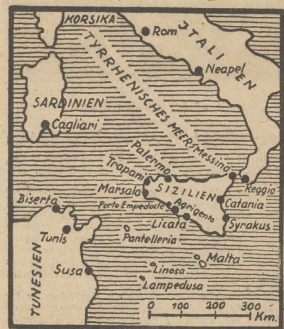 KORSIKA
Rom
ITALIEN
Neapel
TYRRHENISCHES MEER
SARDINIEN
Cagliari
Messina
Palermo
Reggio
Trapani
SIZILIEN
Marsala
Catania
Porto Empedocle
Agrigento
Licata
Syrakus
Biserta
Tunis
Pantelleria
TUNESIEN
Susa
Malta
Linosa
Lampedusa
0 100 200 300
Km.